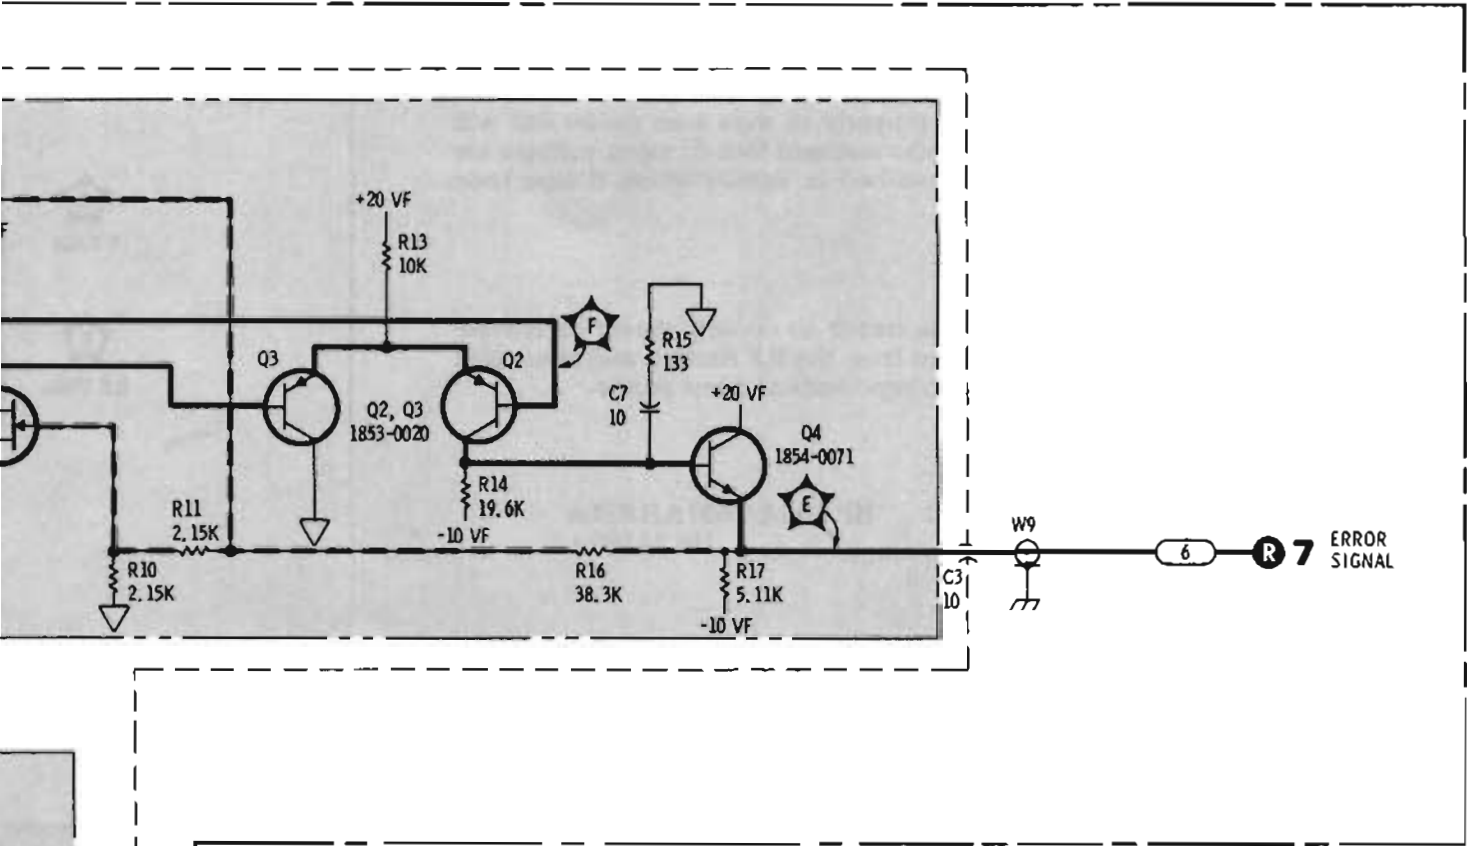 +20 VF
F
R13
10K
F
R15
133
Q3
Q2
C7
10
+20 VF
Q2, Q3
1853-0020
Q4
1854-0071
R14
19.6K
E
R11
2.15K
-10 VF
W9
6
R
7
ERROR
SIGNAL
R10
2.15K
R16
38.3K
R17
5.11K
C3
10
-10 VF